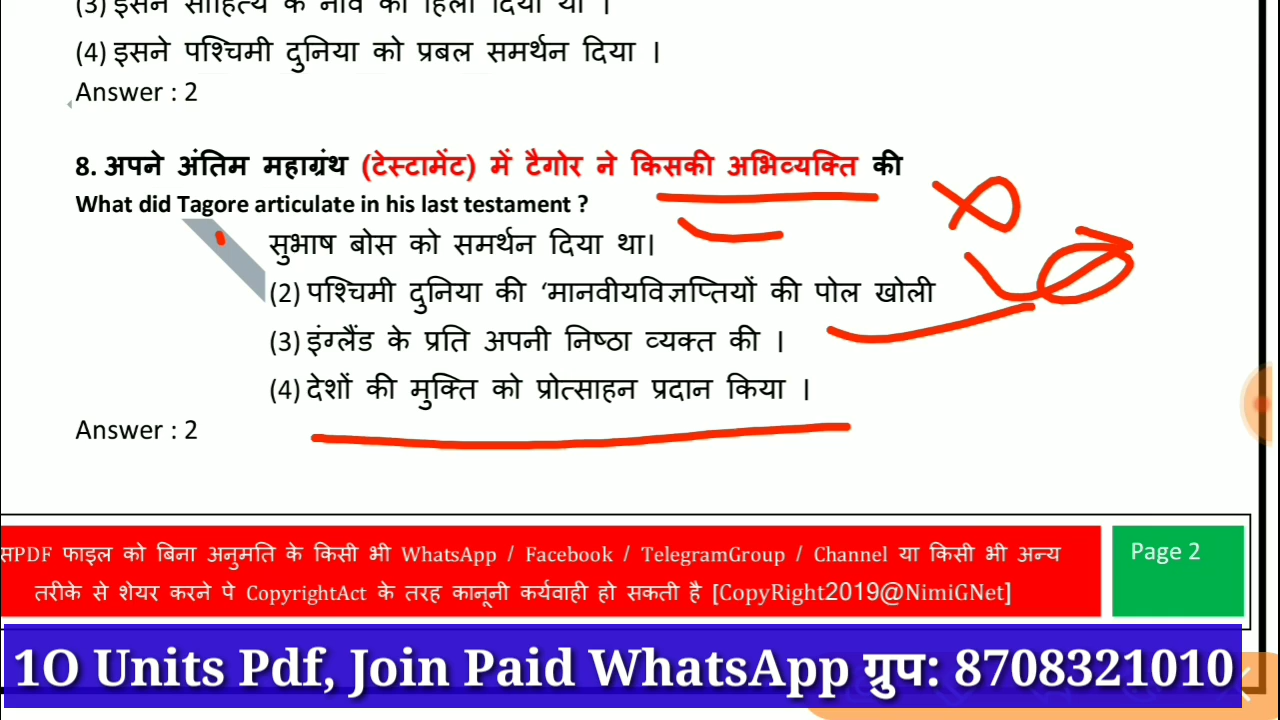 (3) इसने साहित्य के नाव को हिला दिया था ।
(4) इसने पश्चिमी दुनिया को प्रबल समर्थन दिया ।
Answer : 2
8. अपने अंतिम महाग्रंथ (टेस्टामेंट) में टैगोर ने किसकी अभिव्यक्ति की
What did Tagore articulate in his last testament ?
सुभाष बोस को समर्थन दिया था।
(2) पश्चिमी दुनिया की ‘मानवीयविज्ञप्तियों की पोल खोली
(3) इंग्लैंड के प्रति अपनी निष्ठा व्यक्त की ।
(4) देशों की मुक्ति को प्रोत्साहन प्रदान किया ।
Answer : 2
सPDF फाइल को बिना अनुमति के किसी भी WhatsApp / Facebook / TelegramGroup / Channel या किसी भी अन्य
तरीके से शेयर करने पे CopyrightAct के तरह कानूनी कर्यवाही हो सकती है [CopyRight2019@NimiGNet]
Page 2
1O Units Pdf, Join Paid WhatsApp ग्रुप: 8708321010